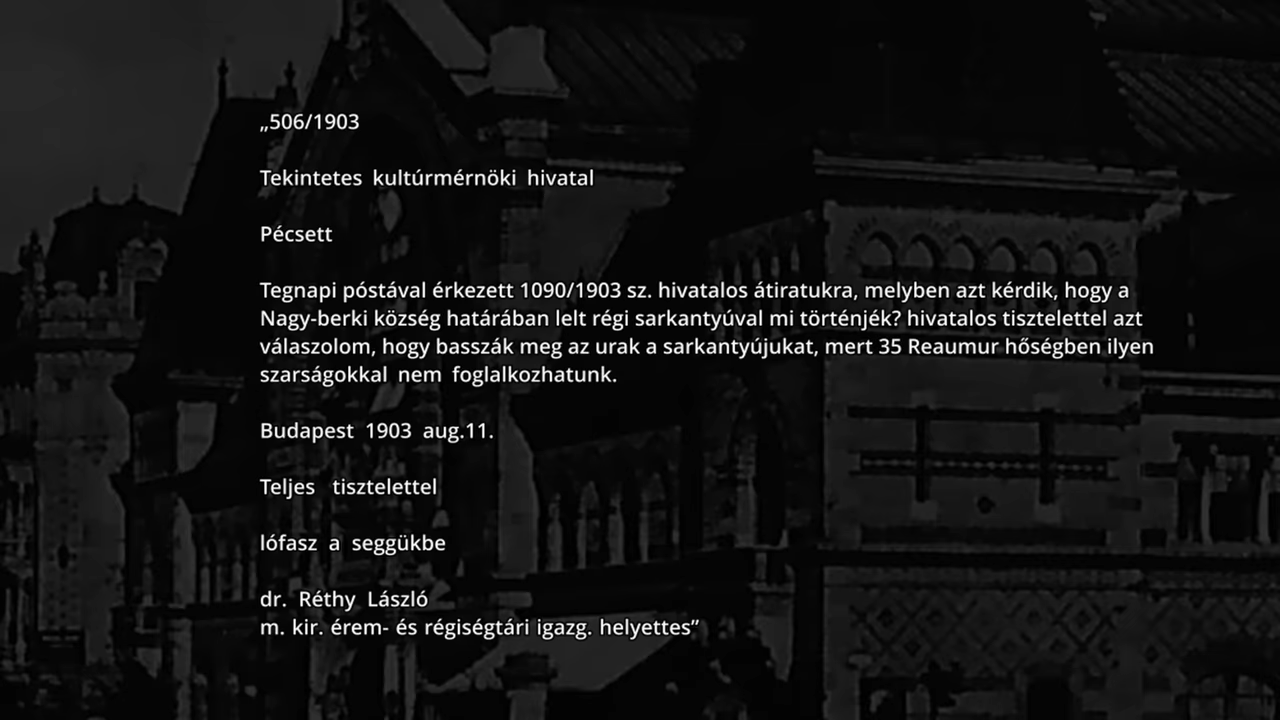 „506/1903
Tekintetes kultúrmérnöki hivatal
Pécsett
Tegnapi póstával érkezett 1090/1903 sz. hivatalos átiratukra, melyben azt kérdik, hogy a
Nagy-berki község határában lelt régi sarkantyúval mi történjék? hivatalos tisztelettel azt
válaszolom, hogy basszák meg az urak a sarkantyújukat, mert 35 Reaumur hőségben ilyen
szarságokkal nem foglalkozhatunk.
Budapest 1903 aug.11.
Teljes tisztelettel
lófasz a seggükbe
dr. Réthy László
m. kir. érem- és régiségtári igazg. helyettes”